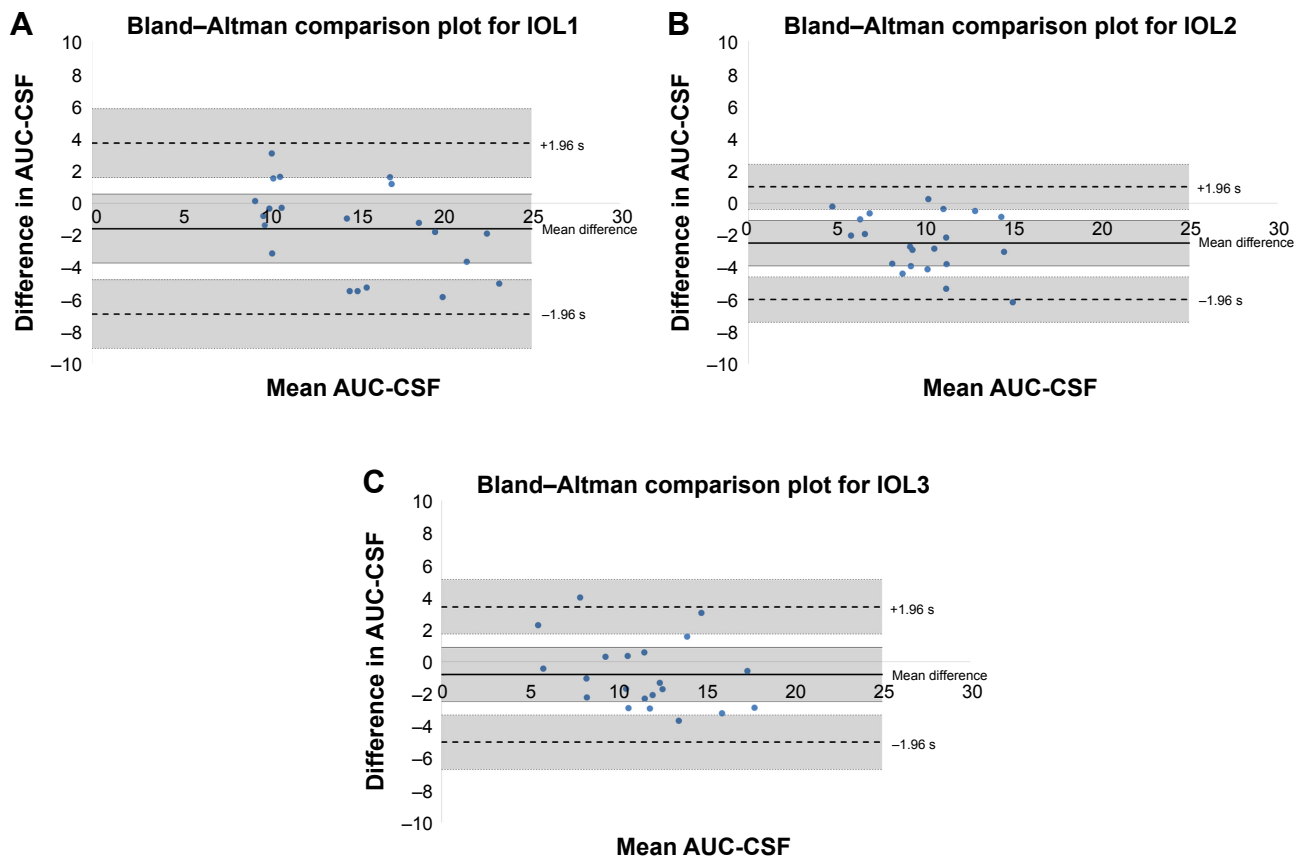 A
Bland–Altman comparison plot for IOL1
Difference in AUC-CSF
10
8
6
4
2
0
–2
–4
–6
–8
–10
0 5 10 15 20 25 30
+1.96 s
Mean difference
–1.96 s
Mean AUC-CSF
B
Bland–Altman comparison plot for IOL2
Difference in AUC-CSF
10
8
6
4
2
0
–2
–4
–6
–8
–10
0 5 10 15 20 25 30
+1.96 s
Mean difference
–1.96 s
Mean AUC-CSF
C
Bland–Altman comparison plot for IOL3
Difference in AUC-CSF
10
8
6
4
2
0
–2
–4
–6
–8
–10
0 5 10 15 20 25 30
+1.96 s
Mean difference
–1.96 s
Mean AUC-CSF